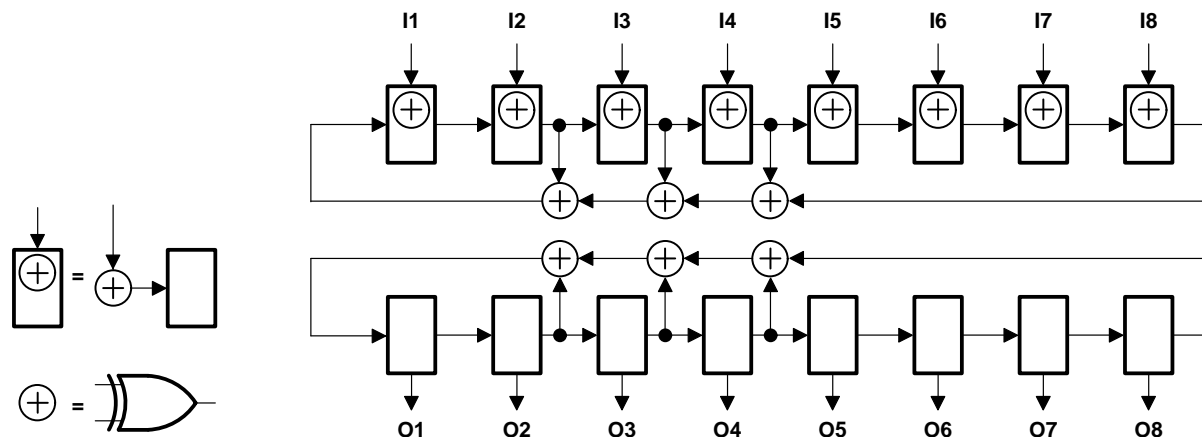 I1 I2 I3 I4 I5 I6 I7 I8
=
=
O1 O2 O3 O4 O5 O6 O7 O8